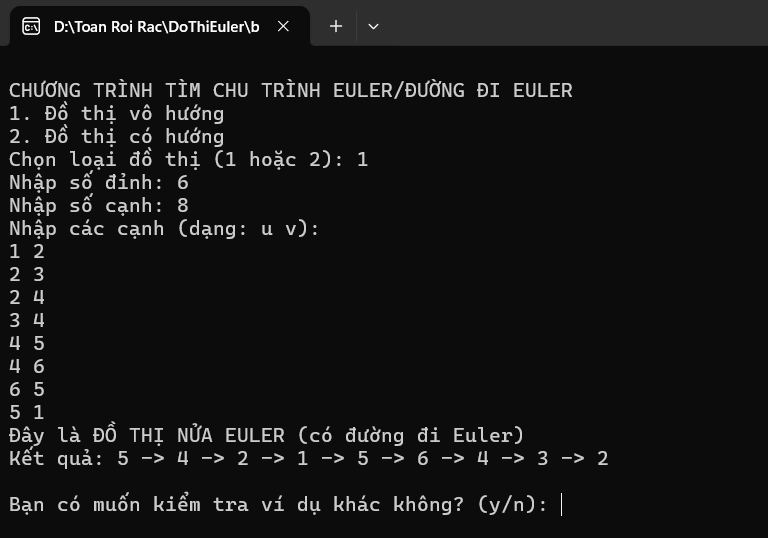 D:\Toan Roi Rac\DoThiEuler\b
CHƯƠNG TRÌNH TÌM CHU TRÌNH EULER/ĐƯỜNG ĐI EULER
1. Đồ thị vô hướng
2. Đồ thị có hướng
Chọn loại đồ thị (1 hoặc 2): 1
Nhập số đỉnh: 6
Nhập số cạnh: 8
Nhập các cạnh (dạng: u v):
1 2
2 3
2 4
3 4
4 5
4 6
6 5
5 1
Đây là ĐỒ THỊ NỬA EULER (có đường đi Euler)
Kết quả: 5 -> 4 -> 2 -> 1 -> 5 -> 6 -> 4 -> 3 -> 2
Bạn có muốn kiểm tra ví dụ khác không? (y/n):